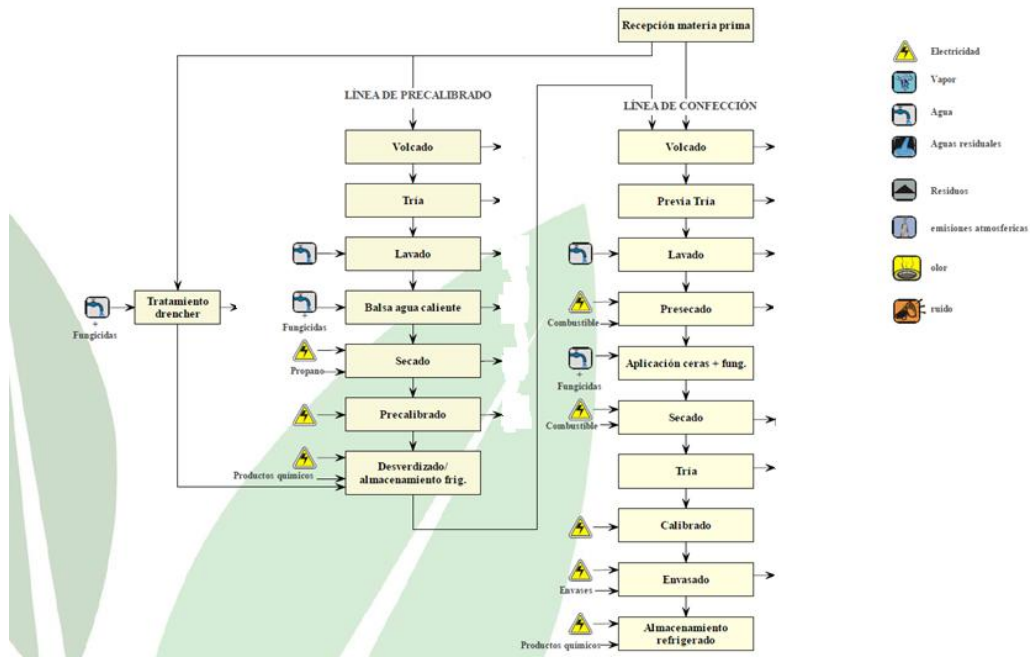 Recepción materia prima
LÍNEA DE PRECALIBRADO
Volcado
Tría
Lavado
Balsa agua caliente
+
Fungicidas
Secado
Propano
Precalibrado
Desverdizado/
almacenamiento frig.
Productos químicos
Tratamiento
drencher
+
Fungicidas
LÍNEA DE CONFECCIÓN
Volcado
Previa Tría
Lavado
Presecado
Combustible
Aplicación ceras + fung.
+
Fungicidas
Secado
Combustible
Tría
Calibrado
Envasado
Envases
Almacenamiento
refrigerado
Productos químicos
Electricidad
Vapor
Agua
Aguas residuales
Residuos
emisiones atmosfericas
olor
ruido